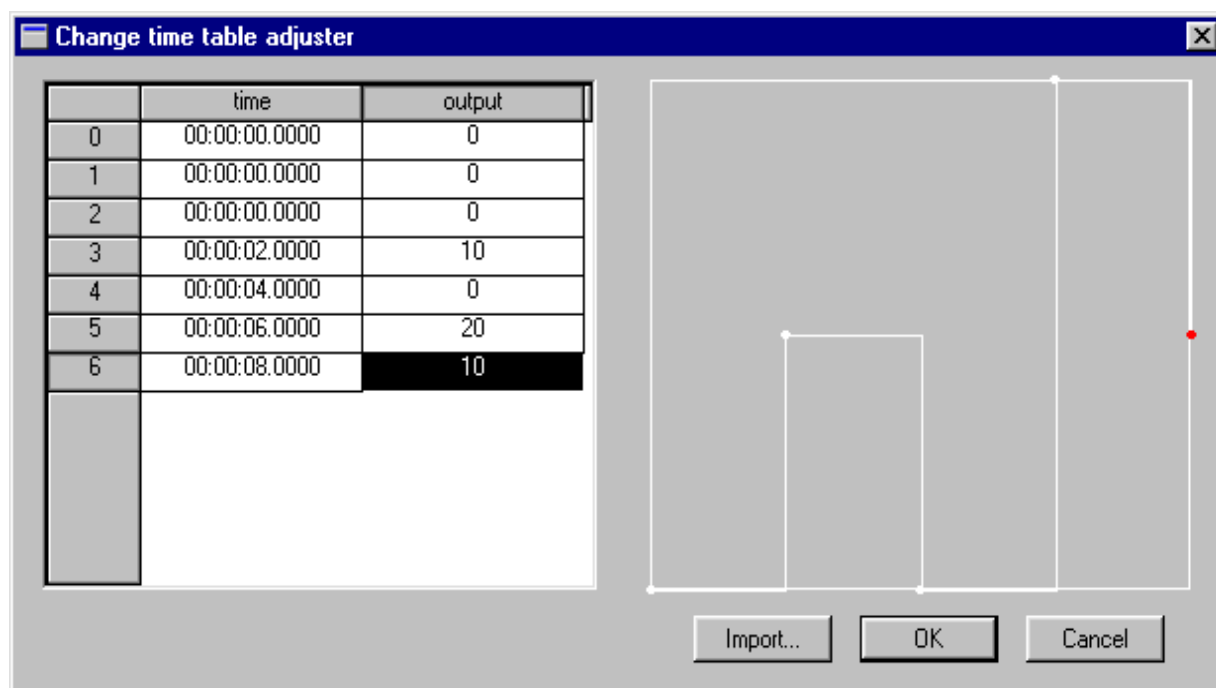 Change time table adjuster
time output
0 00:00:00.0000 0
1 00:00:00.0000 0
2 00:00:00.0000 0
3 00:00:02.0000 10
4 00:00:04.0000 0
5 00:00:06.0000 20
6 00:00:08.0000 10
Import... OK Cancel